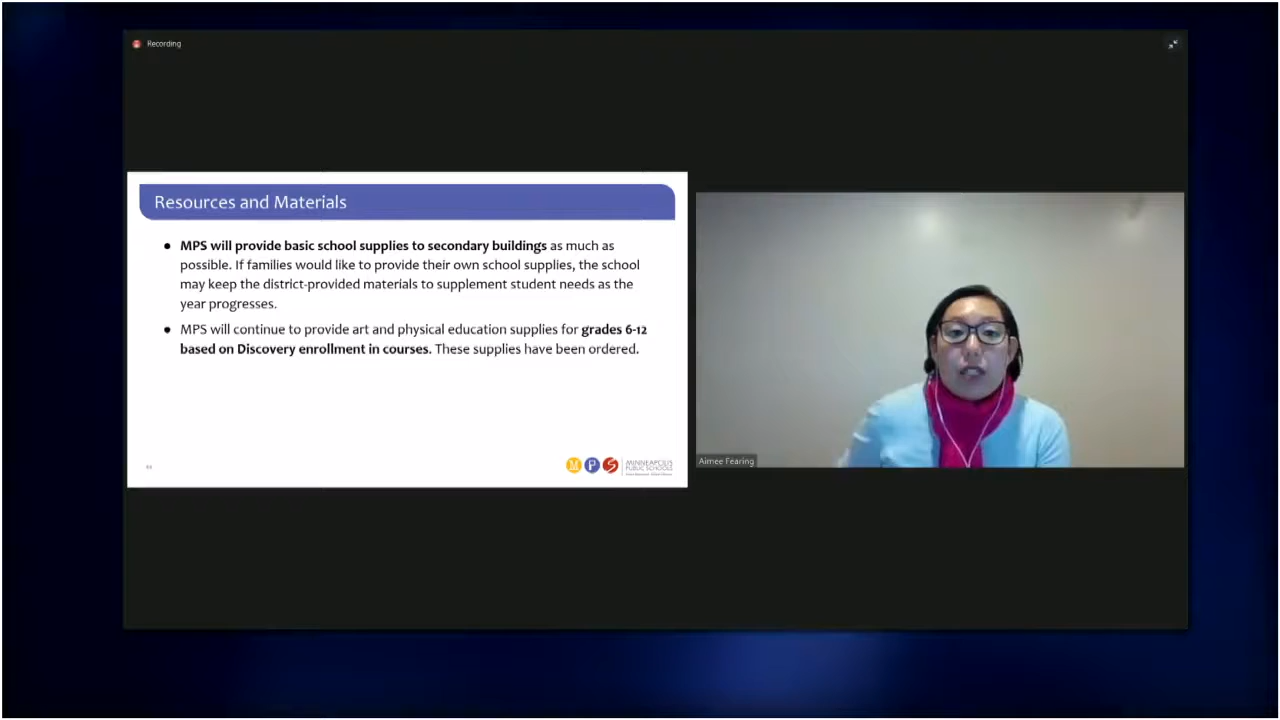 Recording
Resources and Materials
● MPS will provide basic school supplies to secondary buildings as much as
possible. If families would like to provide their own school supplies, the school
may keep the district-provided materials to supplement student needs as the
year progresses.
● MPS will continue to provide art and physical education supplies for grades 6-12
based on Discovery enrollment in courses. These supplies have been ordered.
M P S
MINNEAPOLIS
PUBLIC SCHOOLS
Aimee Fearing